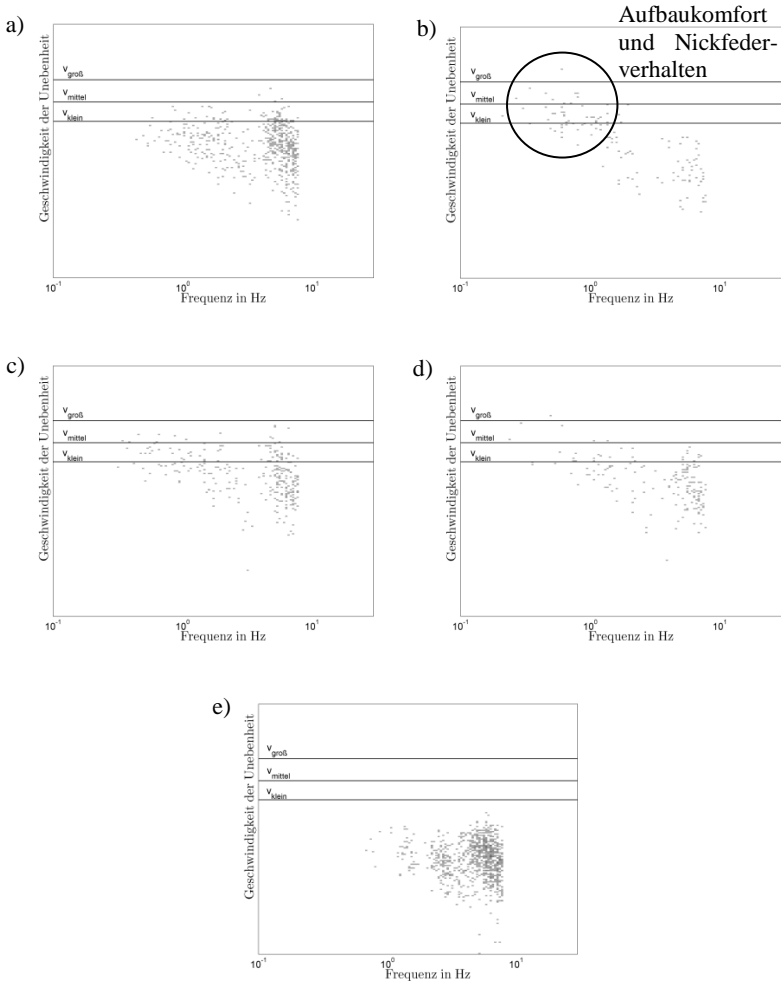 a)
v_groß
v_mittel
v_klein
Geschwindigkeit der Unebenheit
10^-1
10^0
10^1
Frequenz in Hz
b)
Aufbaukomfort
und Nickfeder-
verhalten
v_groß
v_mittel
v_klein
Geschwindigkeit der Unebenheit
10^-1
10^0
10^1
Frequenz in Hz
c)
v_groß
v_mittel
v_klein
Geschwindigkeit der Unebenheit
10^-1
10^0
10^1
Frequenz in Hz
d)
v_groß
v_mittel
v_klein
Geschwindigkeit der Unebenheit
10^-1
10^0
10^1
Frequenz in Hz
e)
v_groß
v_mittel
v_klein
Geschwindigkeit der Unebenheit
10^-1
10^0
10^1
Frequenz in Hz